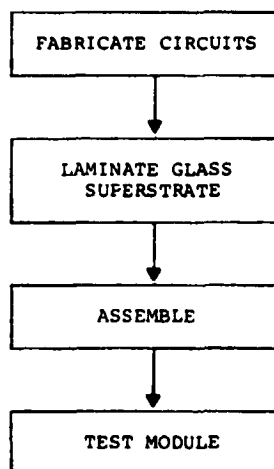 FABRICATE CIRCUITS
LAMINATE GLASS
SUPERSTRATE
ASSEMBLE
TEST MODULE